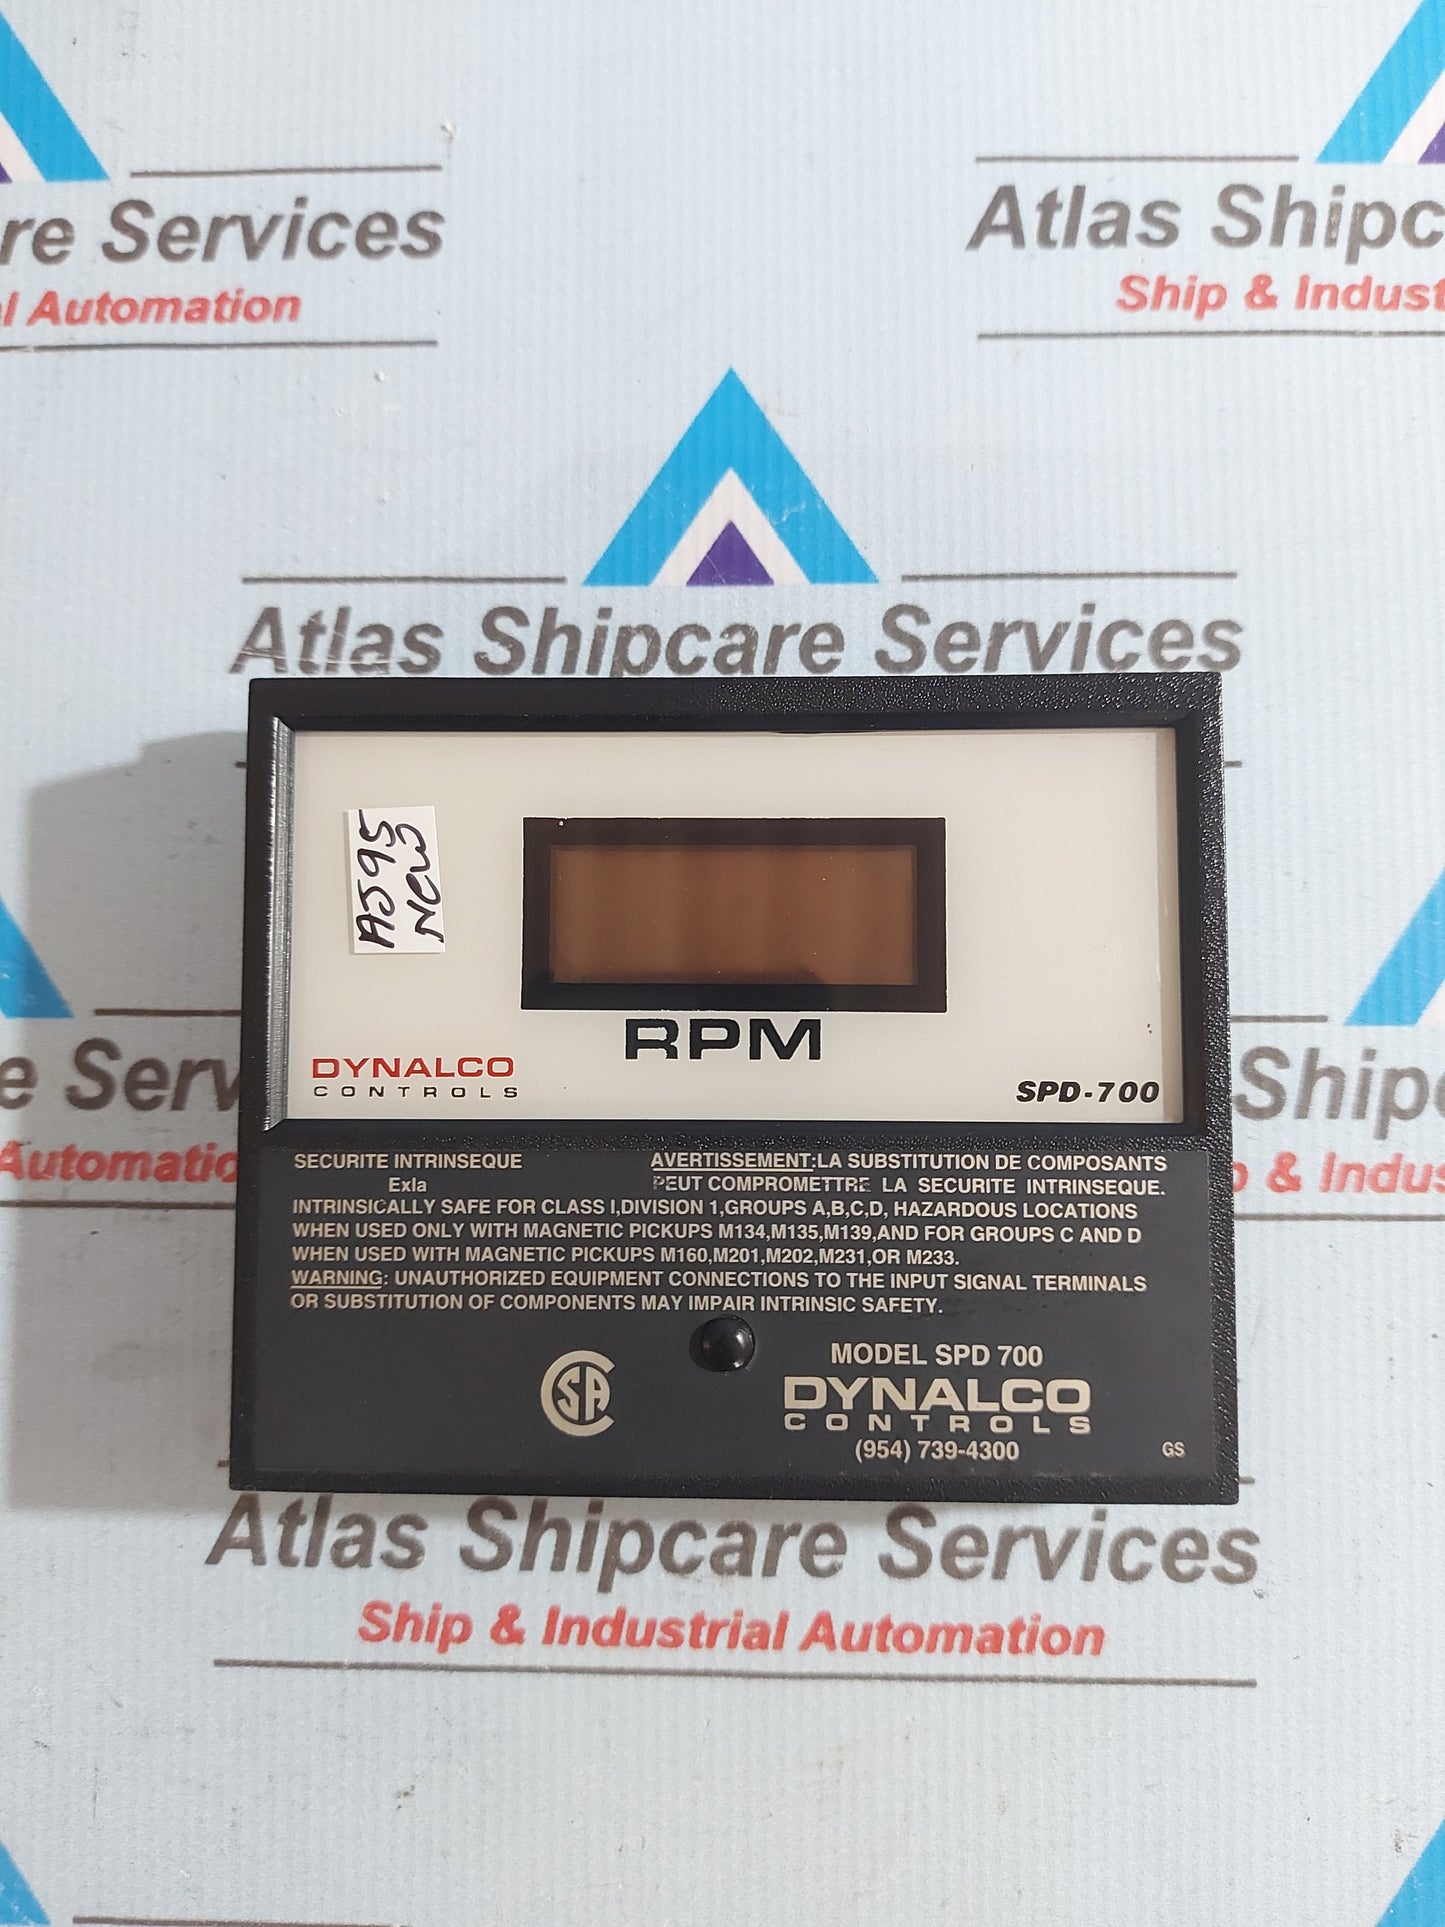 re Services
Atlas Shipc
l Automation
Ship & Indust
Atlas Shipcare Services
AJ95
New
RPM
DYNALCO
CONTROLS
SPD-700
e Serv
Shipc
Automatic
& Indus
SECURITE INTRINSEQUE
Exla
AVERTISSEMENT:LA SUBSTITUTION DE COMPOSANTS
PEUT COMPROMETTRE LA SECURITE INTRINSEQUE.
INTRINSICALLY SAFE FOR CLASS I,DIVISION 1,GROUPS A,B,C,D, HAZARDOUS LOCATIONS
WHEN USED ONLY WITH MAGNETIC PICKUPS M134,M135,M139,AND FOR GROUPS C AND D
WHEN USED WITH MAGNETIC PICKUPS M160,M201,M202,M231,OR M233.
WARNING: UNAUTHORIZED EQUIPMENT CONNECTIONS TO THE INPUT SIGNAL TERMINALS
OR SUBSTITUTION OF COMPONENTS MAY IMPAIR INTRINSIC SAFETY.
CSA
MODEL SPD 700
DYNALCO
CONTROLS
(954) 739-4300
GS
Atlas Shipcare Services
Ship & Industrial Automation